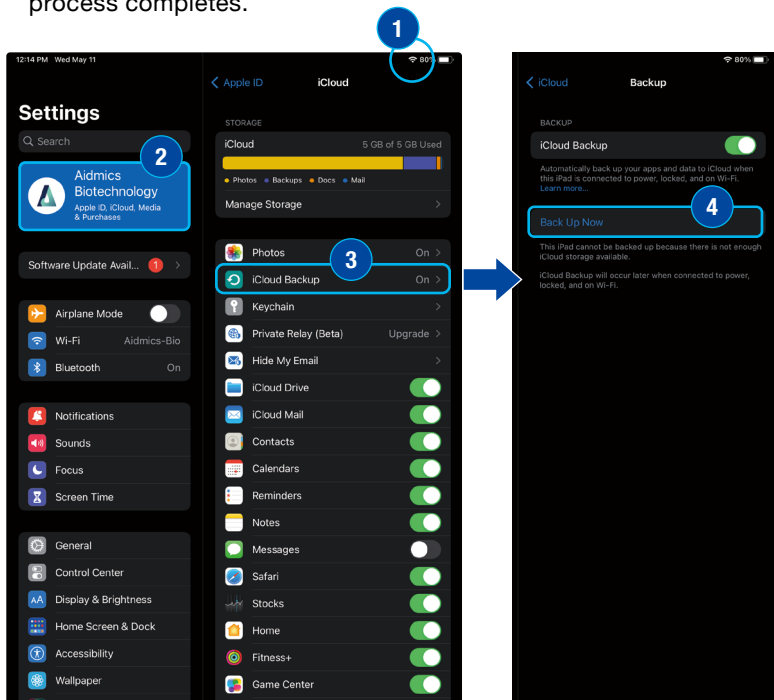 process completes.
1
12:14 PM Wed May 11
80%
Settings
Search
2
Aidmics
Biotechnology
Apple ID, iCloud, Media
& Purchases
Software Update Avail... 1
Airplane Mode
Wi-Fi Aidmics-Bio
Bluetooth On
Notifications
Sounds
Focus
Screen Time
General
Control Center
AA Display & Brightness
Home Screen & Dock
Accessibility
Wallpaper
Apple ID iCloud
STORAGE
iCloud 5 GB of 5 GB Used
Photos Backups Docs Mail
Manage Storage
Photos On
3
iCloud Backup On
Keychain
Private Relay (Beta) Upgrade
Hide My Email
iCloud Drive
iCloud Mail
Contacts
Calendars
Reminders
Notes
Messages
Safari
Stocks
Home
Fitness+
Game Center
80%
iCloud Backup
BACKUP
iCloud Backup
Automatically back up your apps and data to iCloud when
this iPad is connected to power, locked, and on Wi-Fi.
Learn more...
4
Back Up Now
This iPad cannot be backed up because there is not enough
iCloud storage available.
iCloud Backup will occur later when connected to power,
locked, and on Wi-Fi.